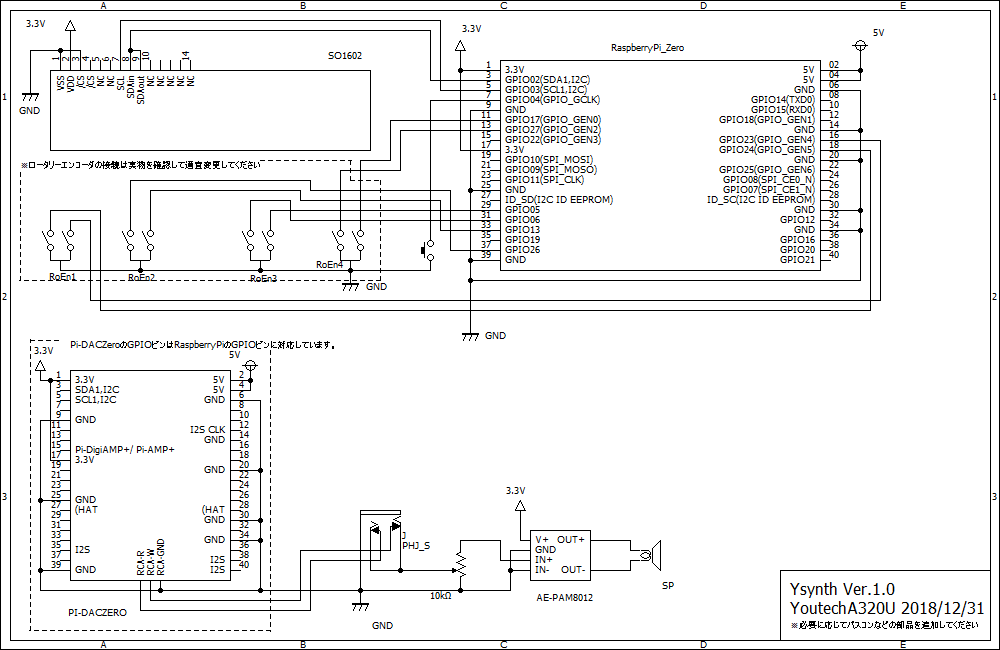 A B C D E
3.3V
1 2 3 4 5 6 7 8 9 10 14
VSS VDD /CS /CS NC NC SCL SDAin SDAout NC NC NC NC NC
SO1602
GND
※ロータリーエンコーダの接続は実物を確認して適宜変更してください
RoEn1
RoEn2
RoEn3
RoEn4
GND
3.3V
RaspberryPi_Zero
5V
1 3.3V 5V 02
3 GPIO02(SDA1,I2C) 5V 04
5 GPIO03(SCL1,I2C) GND 06
7 GPIO04(GPIO_GCLK) GPIO14(TXD0) 08
9 GND GPIO15(RXD0) 10
11 GPIO17(GPIO_GEN0) GPIO18(GPIO_GEN1) 12
13 GPIO27(GPIO_GEN2) GND 14
15 GPIO22(GPIO_GEN3) GPIO23(GPIO_GEN4) 16
17 3.3V GPIO24(GPIO_GEN5) 18
19 GPIO10(SPI_MOSI) GND 20
21 GPIO09(SPI_MOSO) GPIO25(GPIO_GEN6) 22
23 GPIO11(SPI_CLK) GPIO08(SPI_CE0_N) 24
25 GND GPIO07(SPI_CE1_N) 26
27 ID_SD(I2C ID EEPROM) ID_SC(I2C ID EEPROM) 28
29 GPIO05 GND 30
31 GPIO06 GPIO12 32
33 GPIO13 GND 34
35 GPIO19 GPIO16 36
37 GPIO26 GPIO20 38
39 GND GPIO21 40
GND
1
2
3
1
2
3
Pi-DACZeroのGPIOピンはRaspberryPiのGPIOピンに対応しています。
3.3V
5V
1 3.3V 5V 2
3 SDA1,I2C 5V 4
5 SCL1,I2C GND 6
7 8
9 GND 10
11 I2S CLK 12
13 GND 14
15 Pi-DigiAMP+/ Pi-AMP+ 16
17 3.3V 18
19 GND 20
21 22
23 24
25 GND 26
27 (HAT (HAT 28
29 GND 30
31 32
33 GND 34
35 I2S 36
37 I2S 38
39 GND I2S 40
RCA-R
RCA-W
RCA-GND
PI-DACZERO
J
PHJ_S
GND
10kΩ
3.3V
V+ OUT+
GND
IN+
IN- OUT-
AE-PAM8012
SP
Ysynth Ver.1.0
YoutechA320U 2018/12/31
※必要に応じてパスコンなどの部品を追加してください
A B C D E